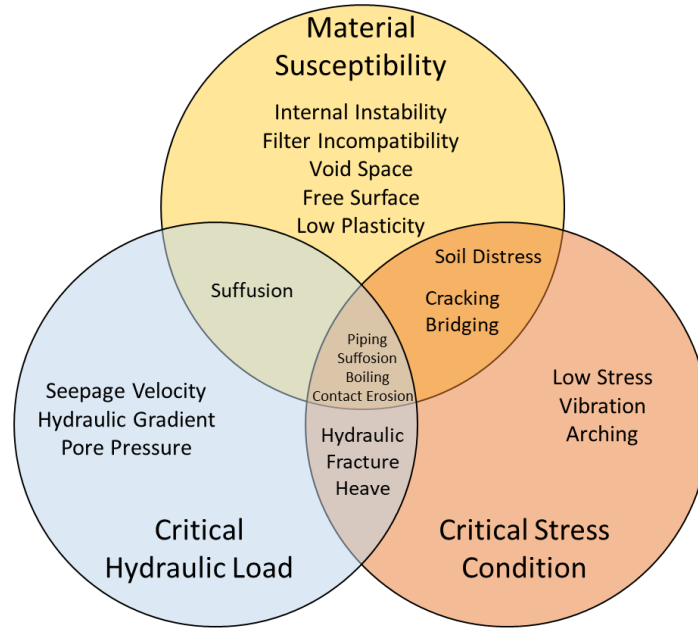 Material
Susceptibility
Internal Instability
Filter Incompatibility
Void Space
Free Surface
Low Plasticity
Soil Distress
Cracking
Bridging
Suffusion
Piping
Suffosion
Boiling
Contact Erosion
Seepage Velocity
Hydraulic Gradient
Pore Pressure
Low Stress
Vibration
Arching
Hydraulic
Fracture
Heave
Critical
Hydraulic Load
Critical Stress
Condition